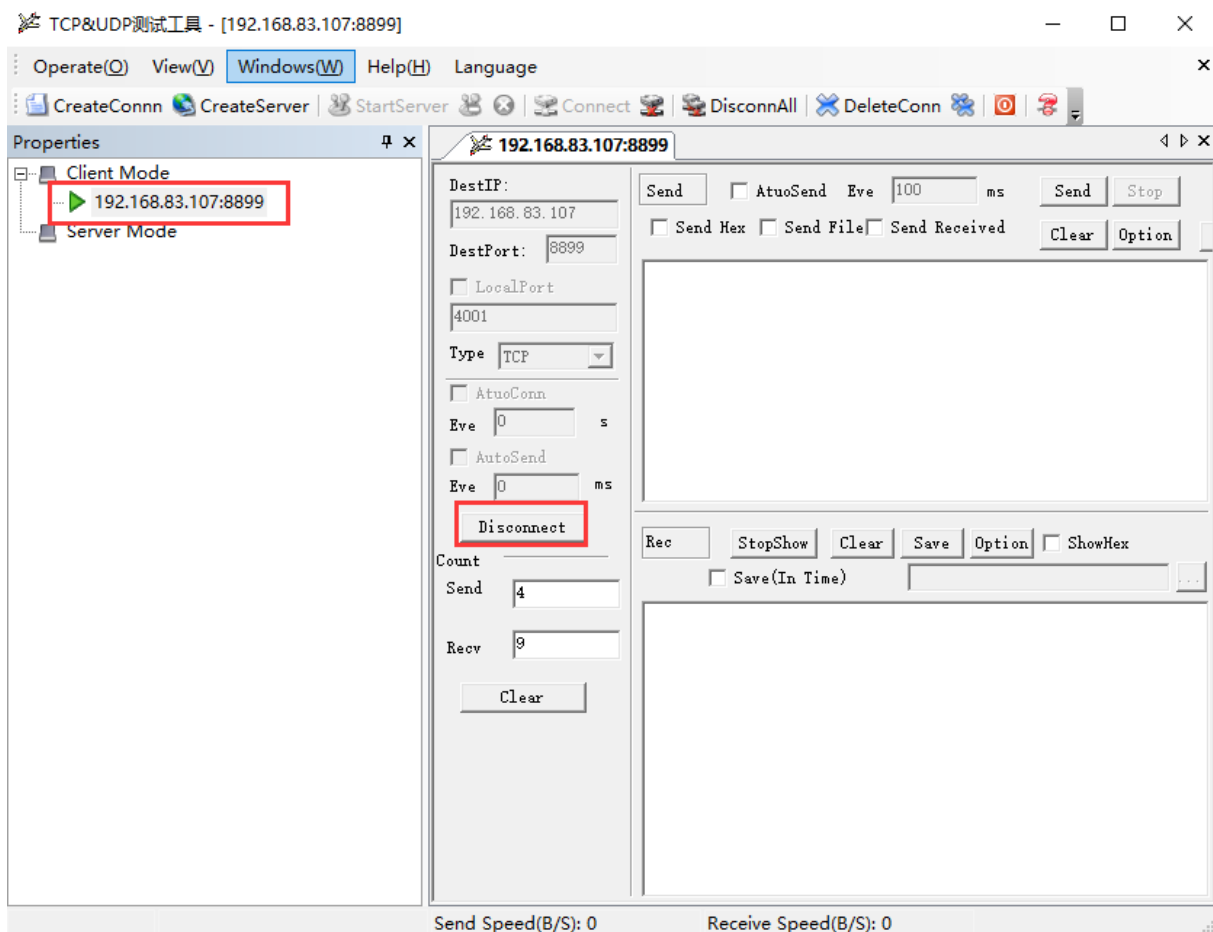 TCP&UDP测试工具 - [192.168.83.107:8899]
Operate(O) View(V) Windows(W) Help(H) Language
CreateConnn CreateServer StartServer Connect DisconnAll DeleteConn
Properties
192.168.83.107:8899
Client Mode
192.168.83.107:8899
Server Mode
DestIP:
192.168.83.107
DestPort: 8899
LocalPort
4001
Type TCP
AtuoConn
Eve 0 s
AutoSend
Eve 0 ms
Disconnect
Count
Send 4
Recv 9
Clear
Send AtuoSend Eve 100 ms Send Stop
Send Hex Send File Send Received Clear Option
Rec StopShow Clear Save Option ShowHex
Save(In Time) ...
Send Speed(B/S): 0 Receive Speed(B/S): 0